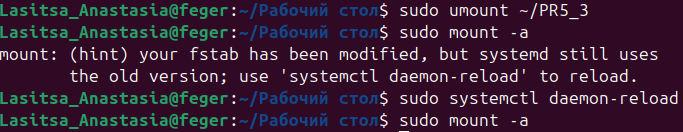 Lasitsa_Anastasia@feger:~/Рабочий стол$ sudo umount ~/PR5_3
Lasitsa_Anastasia@feger:~/Рабочий стол$ sudo mount -a
mount: (hint) your fstab has been modified, but systemd still uses
       the old version; use 'systemctl daemon-reload' to reload.
Lasitsa_Anastasia@feger:~/Рабочий стол$ sudo systemctl daemon-reload
Lasitsa_Anastasia@feger:~/Рабочий стол$ sudo mount -a